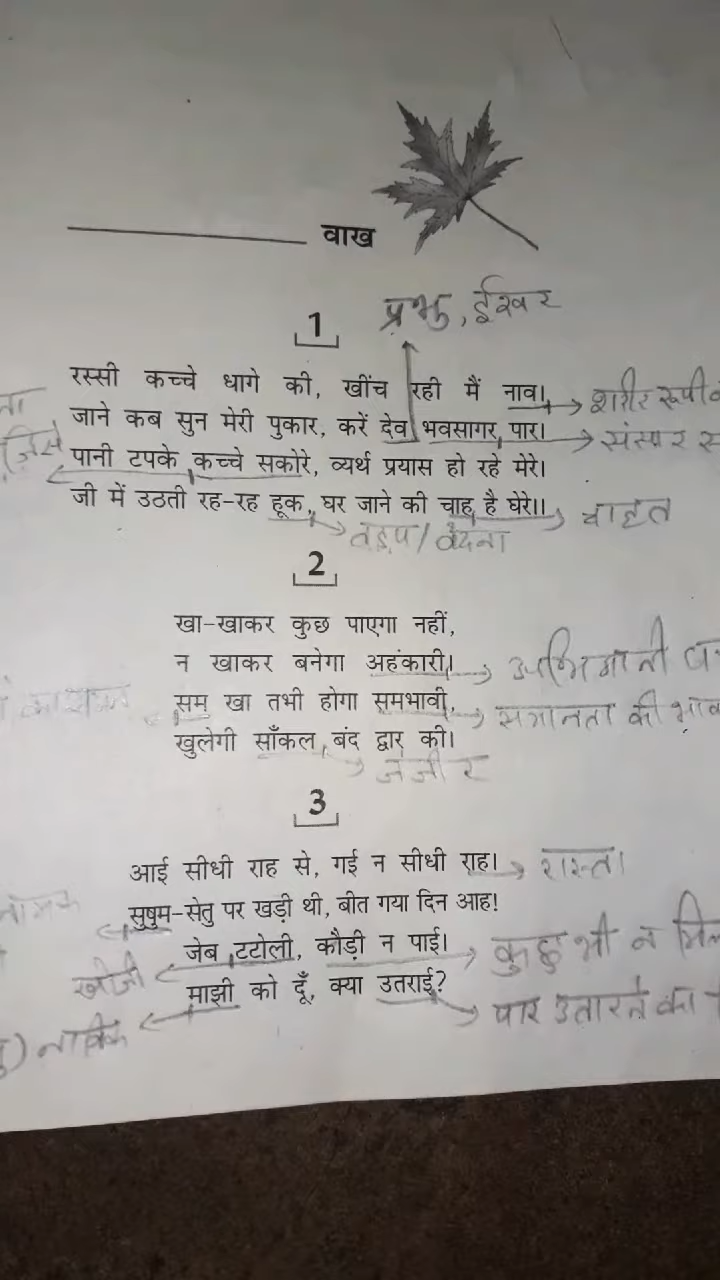 वाख
1
प्रभु, ईश्वर
रस्सी कच्चे धागे की, खींच रही मैं नाव। शरीर रूपी
जाने कब सुन मेरी पुकार, करें देव भवसागर पार। संसार
पानी टपके कच्चे सकोरे, व्यर्थ प्रयास हो रहे मेरे।
जी में उठती रह-रह हूक, घर जाने की चाह है घेरे।। चाहत
तड़प/वेदना
2
खा-खाकर कुछ पाएगा नहीं,
न खाकर बनेगा अहंकारी।
सम खा तभी होगा समभावी, समानता की
खुलेगी साँकल बंद द्वार की।
जंजीर
3
आई सीधी राह से, गई न सीधी राह। रास्ता
सुषुम-सेतु पर खड़ी थी, बीत गया दिन आह!
जेब टटोली, कौड़ी न पाई। कुछ भी न
खोजी
माझी को दूँ, क्या उतराई? पार उतारने का